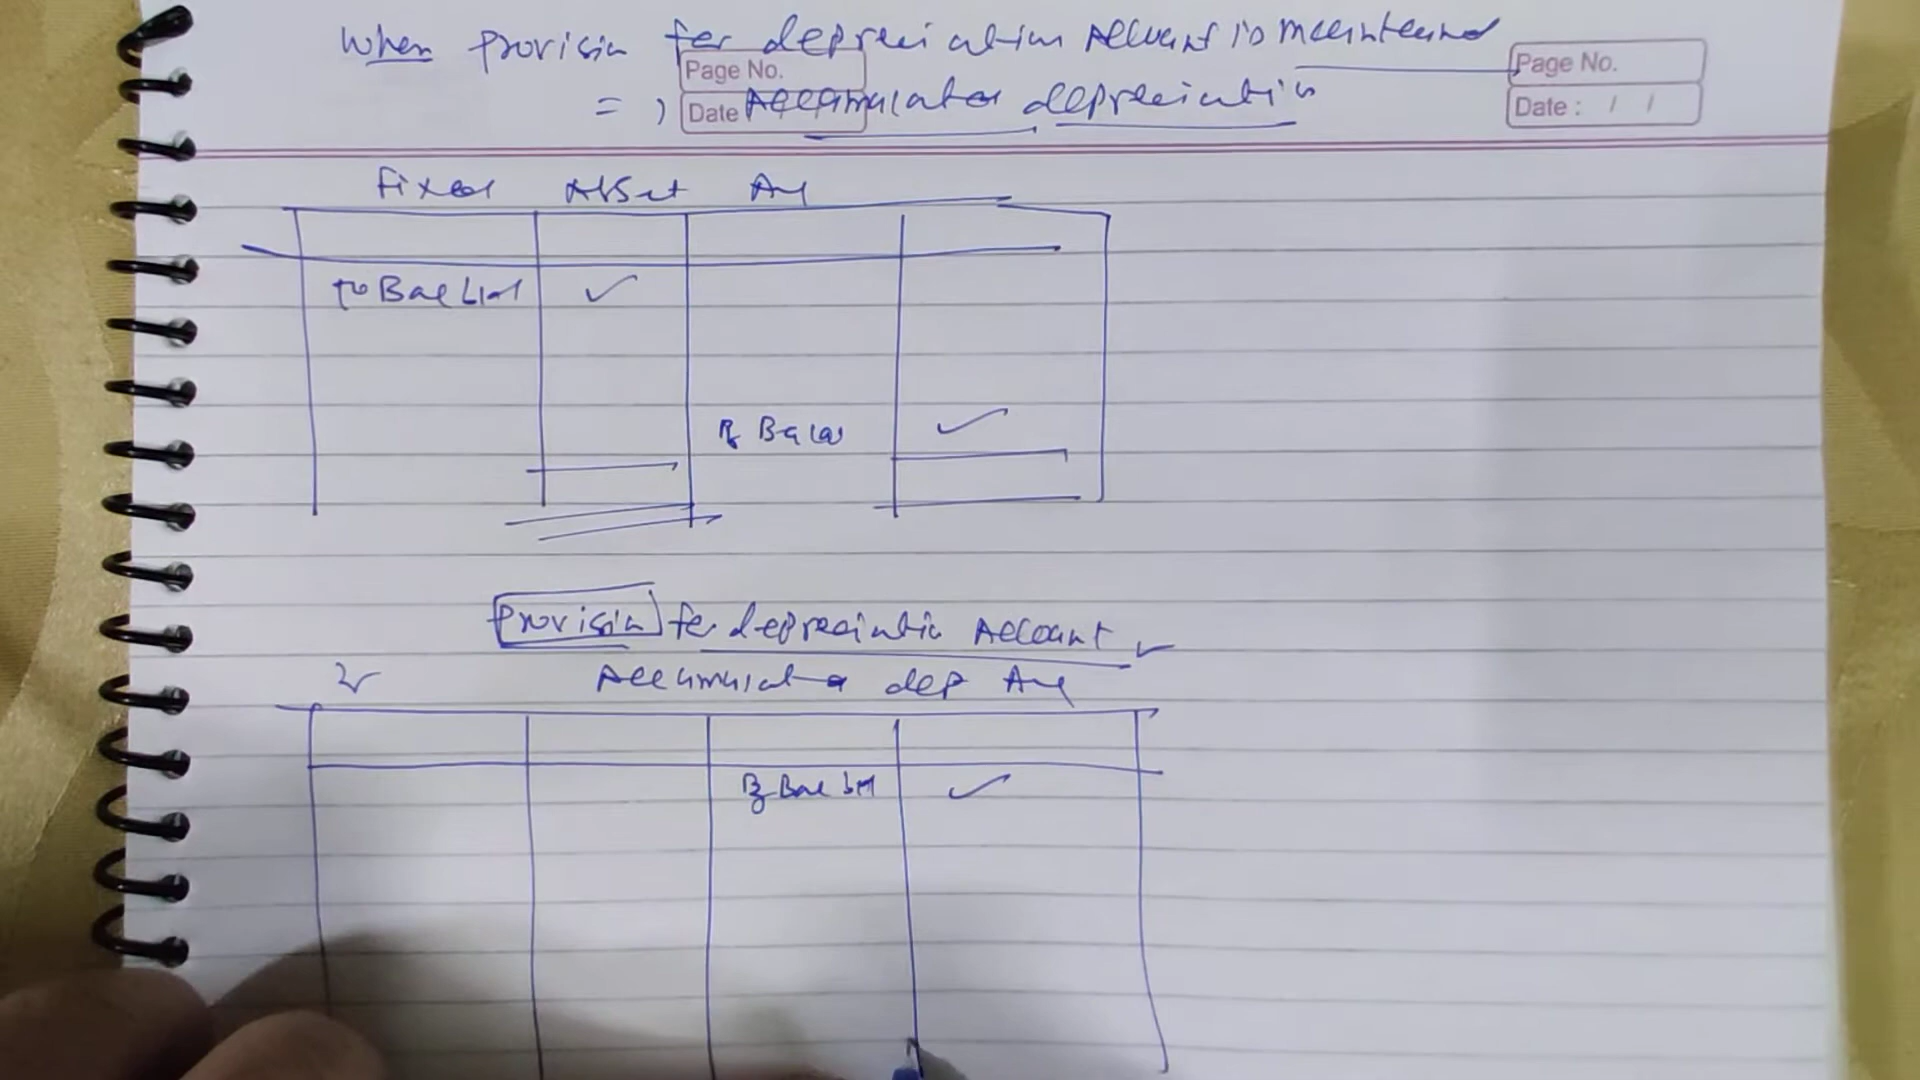 When provision for depreciation Account is maintained
Page No.
Page No.
= ) Accumulated depreciation
Date
Date : / /
Fixed Asset A/c
to Bal b/d ✓
By Bal c/d ✓
Provision for depreciation Account ✓
Accumulated dep A/c
By Bal b/d ✓